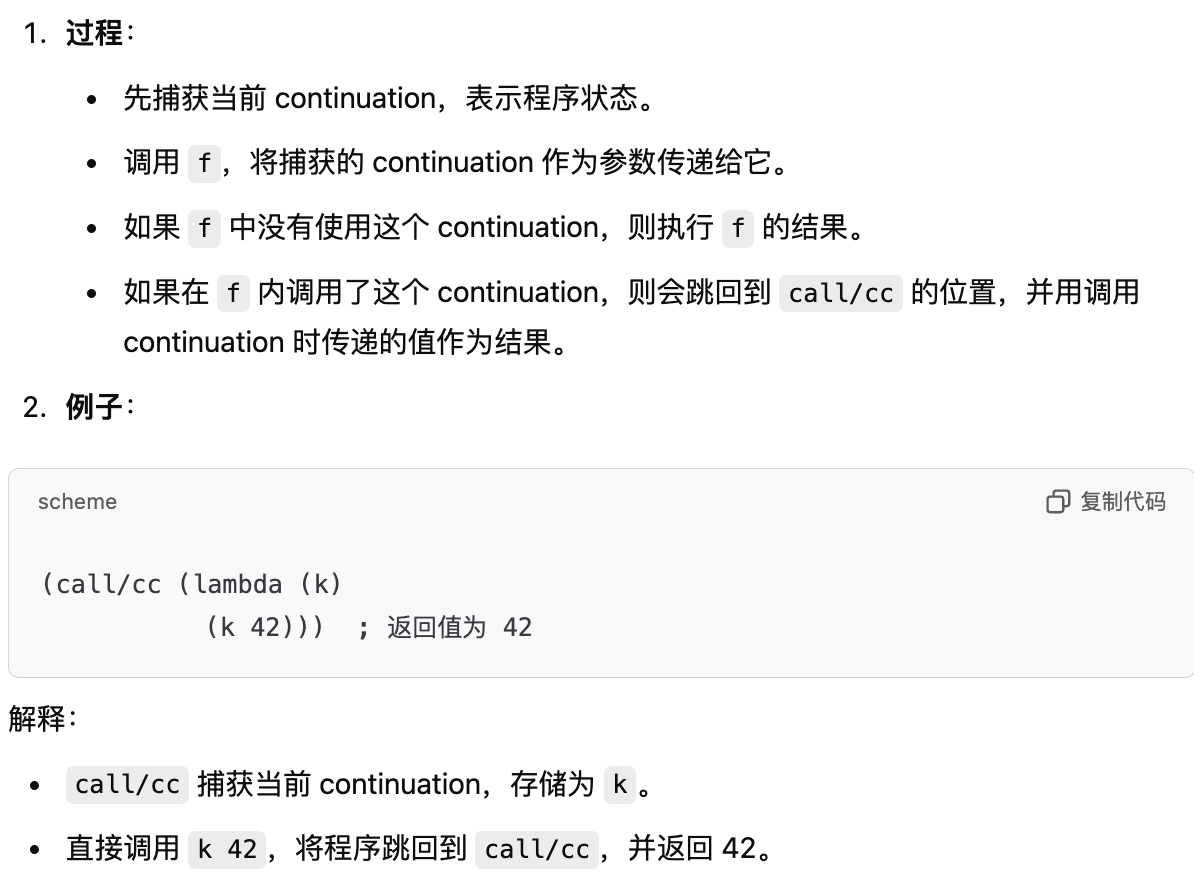 1. 过程：
• 先捕获当前 continuation，表示程序状态。
• 调用 f，将捕获的 continuation 作为参数传递给它。
• 如果 f 中没有使用这个 continuation，则执行 f 的结果。
• 如果在 f 内调用了这个 continuation，则会跳回到 call/cc 的位置，并用调用
continuation 时传递的值作为结果。
2. 例子：
scheme 复制代码
(call/cc (lambda (k)
(k 42))) ; 返回值为 42
解释：
• call/cc 捕获当前 continuation，存储为 k。
• 直接调用 k 42，将程序跳回到 call/cc，并返回 42。